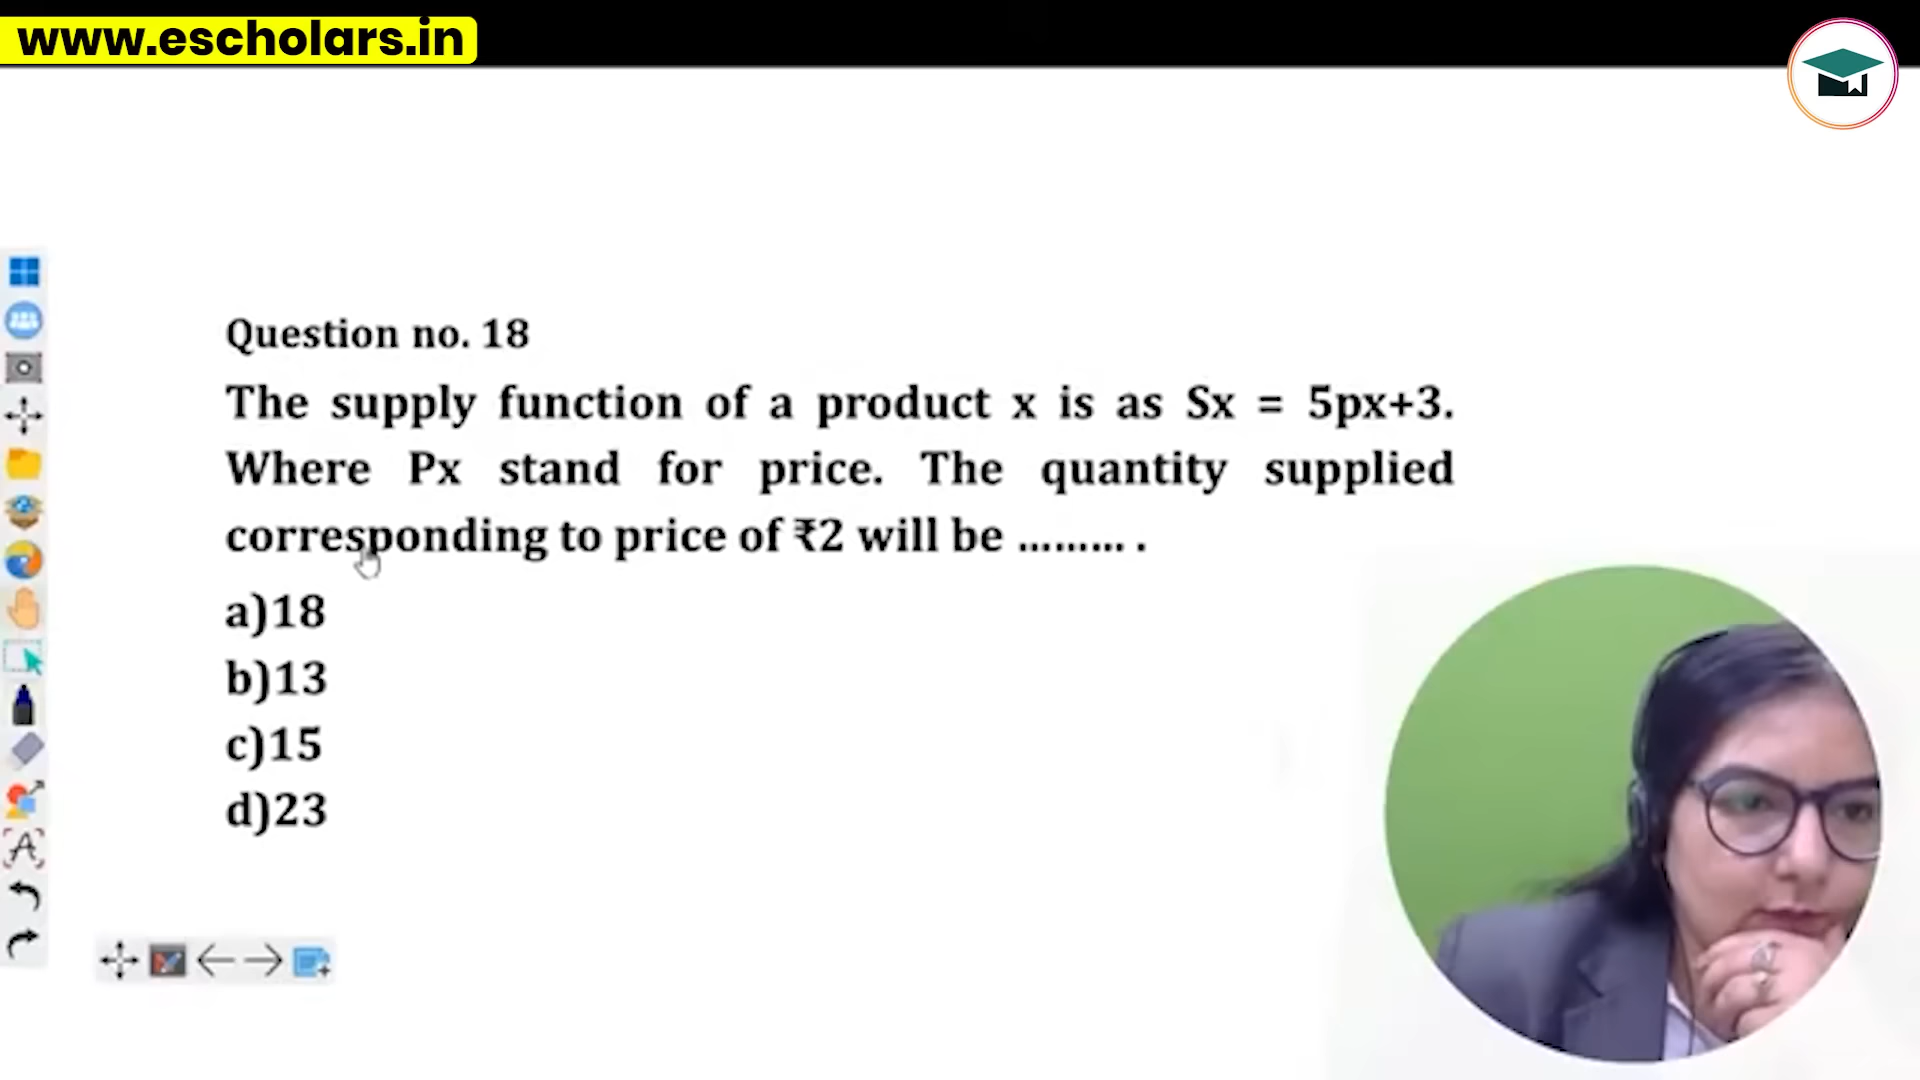 www.escholars.in
Question no. 18
The supply function of a product x is as Sx = 5px+3.
Where Px stand for price. The quantity supplied
corresponding to price of ₹2 will be ......... .
a)18
b)13
c)15
d)23